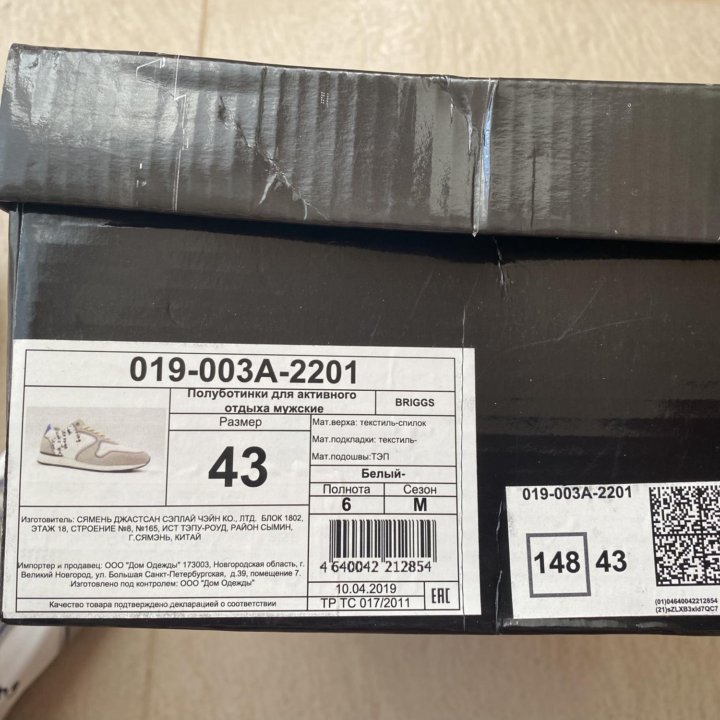 019-003A-2201
Полуботинки для активного
отдыха мужские
BRIGGS
Размер
43
Мат.верха: текстиль-спилок
Мат.подкладки: текстиль-
Мат.подошвы:ТЭП
Белый-
Полнота
Сезон
6
М
Изготовитель: СЯМЕНЬ ДЖАСТСАН СЭПЛАЙ ЧЭЙН КО., ЛТД. БЛОК 1802,
ЭТАЖ 18, СТРОЕНИЕ №8, №165, ИСТ ТЭПУ-РОУД, РАЙОН СЫМИН,
Г.СЯМЭНЬ, КИТАЙ
4 640042 212854
Импортер и продавец: ООО "Дом Одежды" 173003, Новгородская область, г.
Великий Новгород, ул. Большая Санкт-Петербургская, д.39, помещение 7.
Изготовлено под контролем: ООО "Дом Одежды"
10.04.2019
Качество товара подтверждено декларацией о соответствии
ТР ТС 017/2011
EAC
019-003A-2201
148
43
(01)04640042212854
(21)sZLXB3xId7QC7